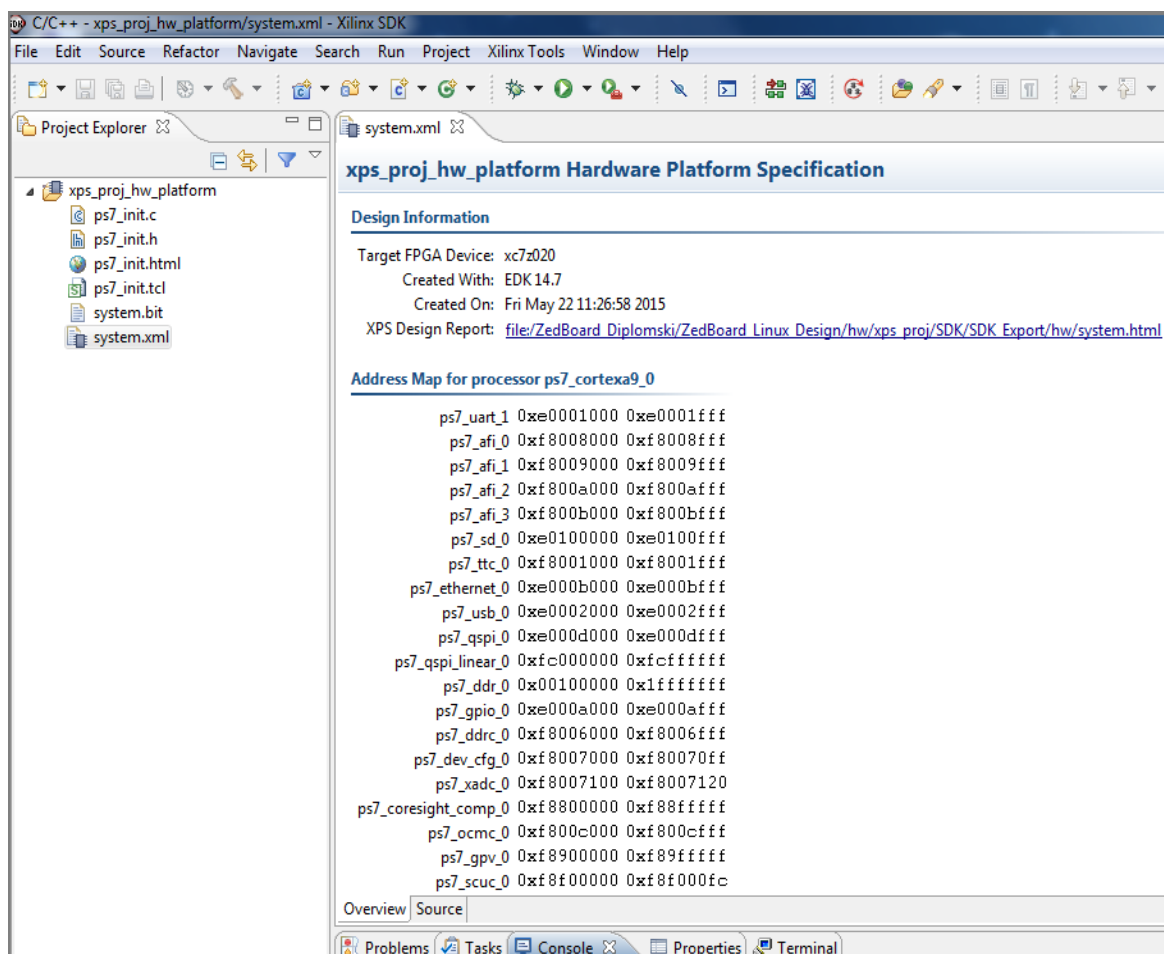 C/C++ - xps_proj_hw_platform/system.xml - Xilinx SDK
File Edit Source Refactor Navigate Search Run Project Xilinx Tools Window Help
Project Explorer
system.xml
xps_proj_hw_platform
ps7_init.c
ps7_init.h
ps7_init.html
ps7_init.tcl
system.bit
system.xml
xps_proj_hw_platform Hardware Platform Specification
Design Information
Target FPGA Device: xc7z020
Created With: EDK 14.7
Created On: Fri May 22 11:26:58 2015
XPS Design Report: file:/ZedBoard_Diplomski/ZedBoard_Linux_Design/hw/xps_proj/SDK/SDK_Export/hw/system.html
Address Map for processor ps7_cortexa9_0
ps7_uart_1 0xe0001000 0xe0001fff
ps7_afi_0 0xf8008000 0xf8008fff
ps7_afi_1 0xf8009000 0xf8009fff
ps7_afi_2 0xf800a000 0xf800afff
ps7_afi_3 0xf800b000 0xf800bfff
ps7_sd_0 0xe0100000 0xe0100fff
ps7_ttc_0 0xf8001000 0xf8001fff
ps7_ethernet_0 0xe000b000 0xe000bfff
ps7_usb_0 0xe0002000 0xe0002fff
ps7_qspi_0 0xe000d000 0xe000dfff
ps7_qspi_linear_0 0xfc000000 0xfcffffff
ps7_ddr_0 0x00100000 0x1fffffff
ps7_gpio_0 0xe000a000 0xe000afff
ps7_ddrc_0 0xf8006000 0xf8006fff
ps7_dev_cfg_0 0xf8007000 0xf80070ff
ps7_xadc_0 0xf8007100 0xf8007120
ps7_coresight_comp_0 0xf8800000 0xf88fffff
ps7_ocmc_0 0xf800c000 0xf800cfff
ps7_gpv_0 0xf8900000 0xf89fffff
ps7_scuc_0 0xf8f00000 0xf8f000fc
Overview Source
Problems Tasks Console Properties Terminal